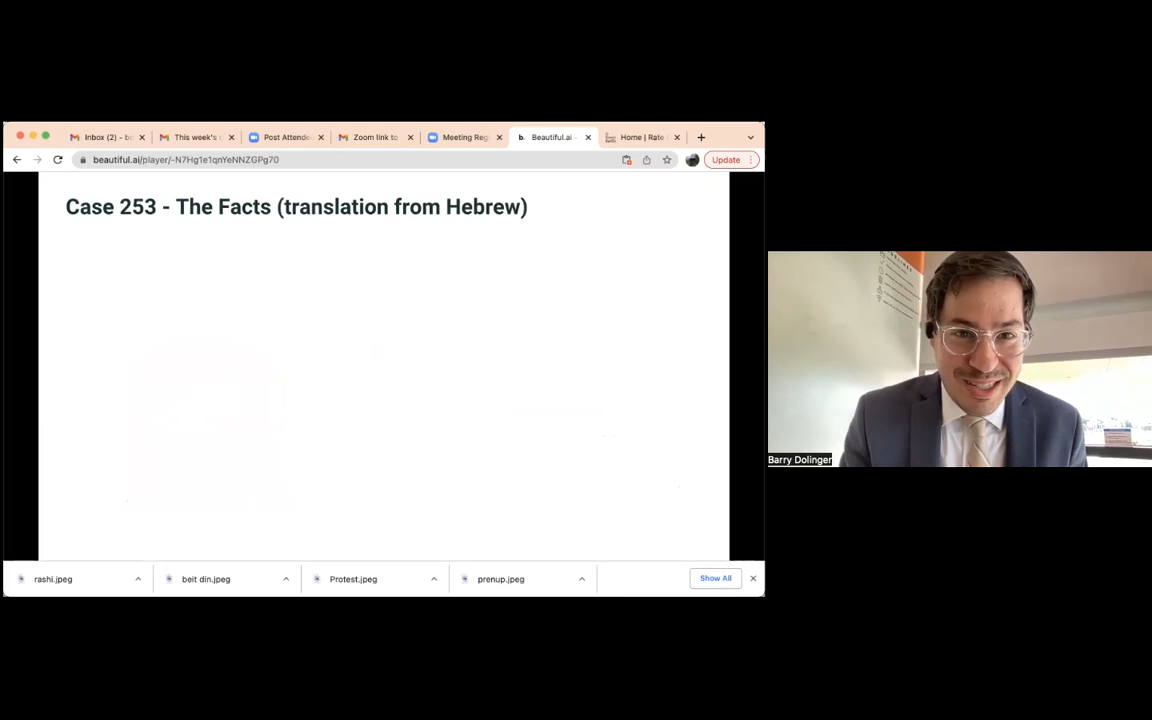 Inbox (2) - b
This week's
Post Attende
Zoom link to
Meeting Reg
b. Beautiful.ai -
Home | Rate
beautiful.ai/player/-N7Hg1e1qnYeNNZGPg70
Update
Case 253 - The Facts (translation from Hebrew)
Barry Dolinger
rashi.jpeg
beit din.jpeg
Protest.jpeg
prenup.jpeg
Show All